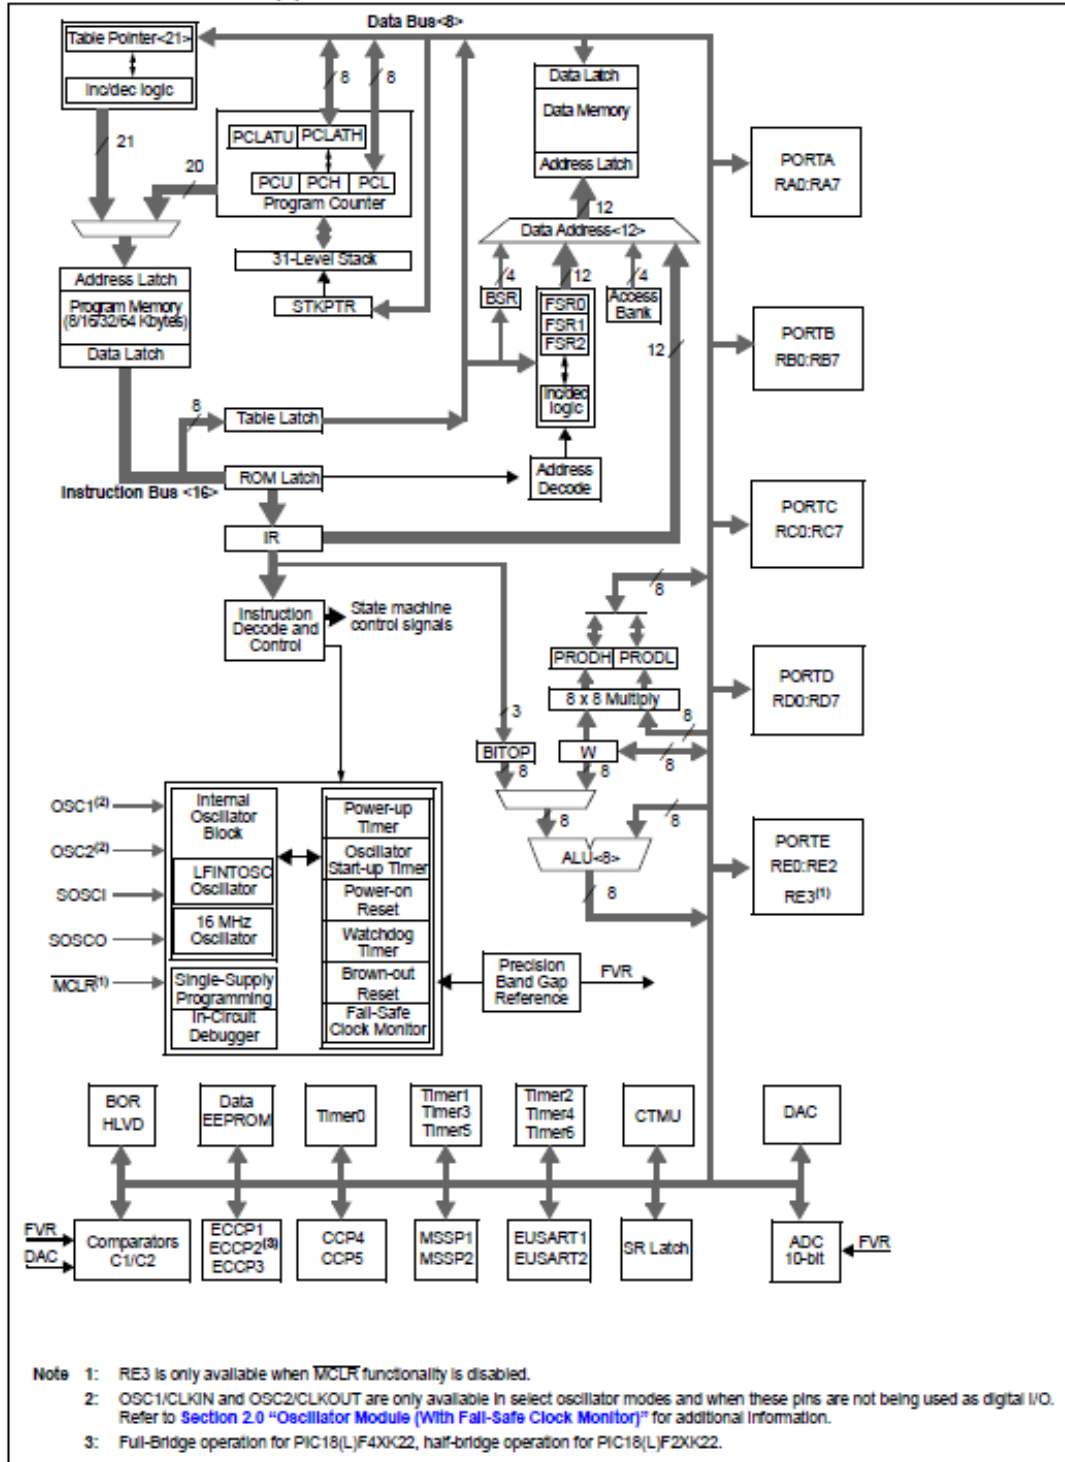 Data Bus<8>
Table Pointer<21>
inc/dec logic
21
20
8
8
PCLATU PCLATH
PCU PCH PCL
Program Counter
31-Level Stack
STKPTR
Address Latch
Program Memory
(8/16/32/64 Kbytes)
Data Latch
8
Table Latch
Instruction Bus <16>
ROM Latch
IR
Data Latch
Data Memory
Address Latch
12
Data Address<12>
4
12
4
BSR
FSR0
FSR1
FSR2
inc/dec
logic
Access
Bank
12
Address
Decode
PORTA
RA0:RA7
PORTB
RB0:RB7
PORTC
RC0:RC7
PORTD
RD0:RD7
PORTE
RE0:RE2
RE3(1)
Instruction
Decode and
Control
State machine
control signals
8
PRODH PRODL
8 x 8 Multiply
3
8
BITOP
W
8
8
8
8
8
ALU<8>
8
OSC1(2)
OSC2(2)
SOSCI
SOSCO
MCLR(1)
Internal
Oscillator
Block
LFINTOSC
Oscillator
16 MHz
Oscillator
Single-Supply
Programming
In-Circuit
Debugger
Power-up
Timer
Oscillator
Start-up Timer
Power-on
Reset
Watchdog
Timer
Brown-out
Reset
Fail-Safe
Clock Monitor
Precision
Band Gap
Reference
FVR
BOR
HLVD
Data
EEPROM
Timer0
Timer1
Timer3
Timer5
Timer2
Timer4
Timer6
CTMU
DAC
FVR
DAC
Comparators
C1/C2
ECCP1
ECCP2(3)
ECCP3
CCP4
CCP5
MSSP1
MSSP2
EUSART1
EUSART2
SR Latch
ADC
10-bit
FVR
Note 1: RE3 is only available when MCLR functionality is disabled.
2: OSC1/CLKIN and OSC2/CLKOUT are only available in select oscillator modes and when these pins are not being used as digital I/O.
Refer to Section 2.0 “Oscillator Module (With Fail-Safe Clock Monitor)” for additional information.
3: Full-Bridge operation for PIC18(L)F4XK22, half-bridge operation for PIC18(L)F2XK22.